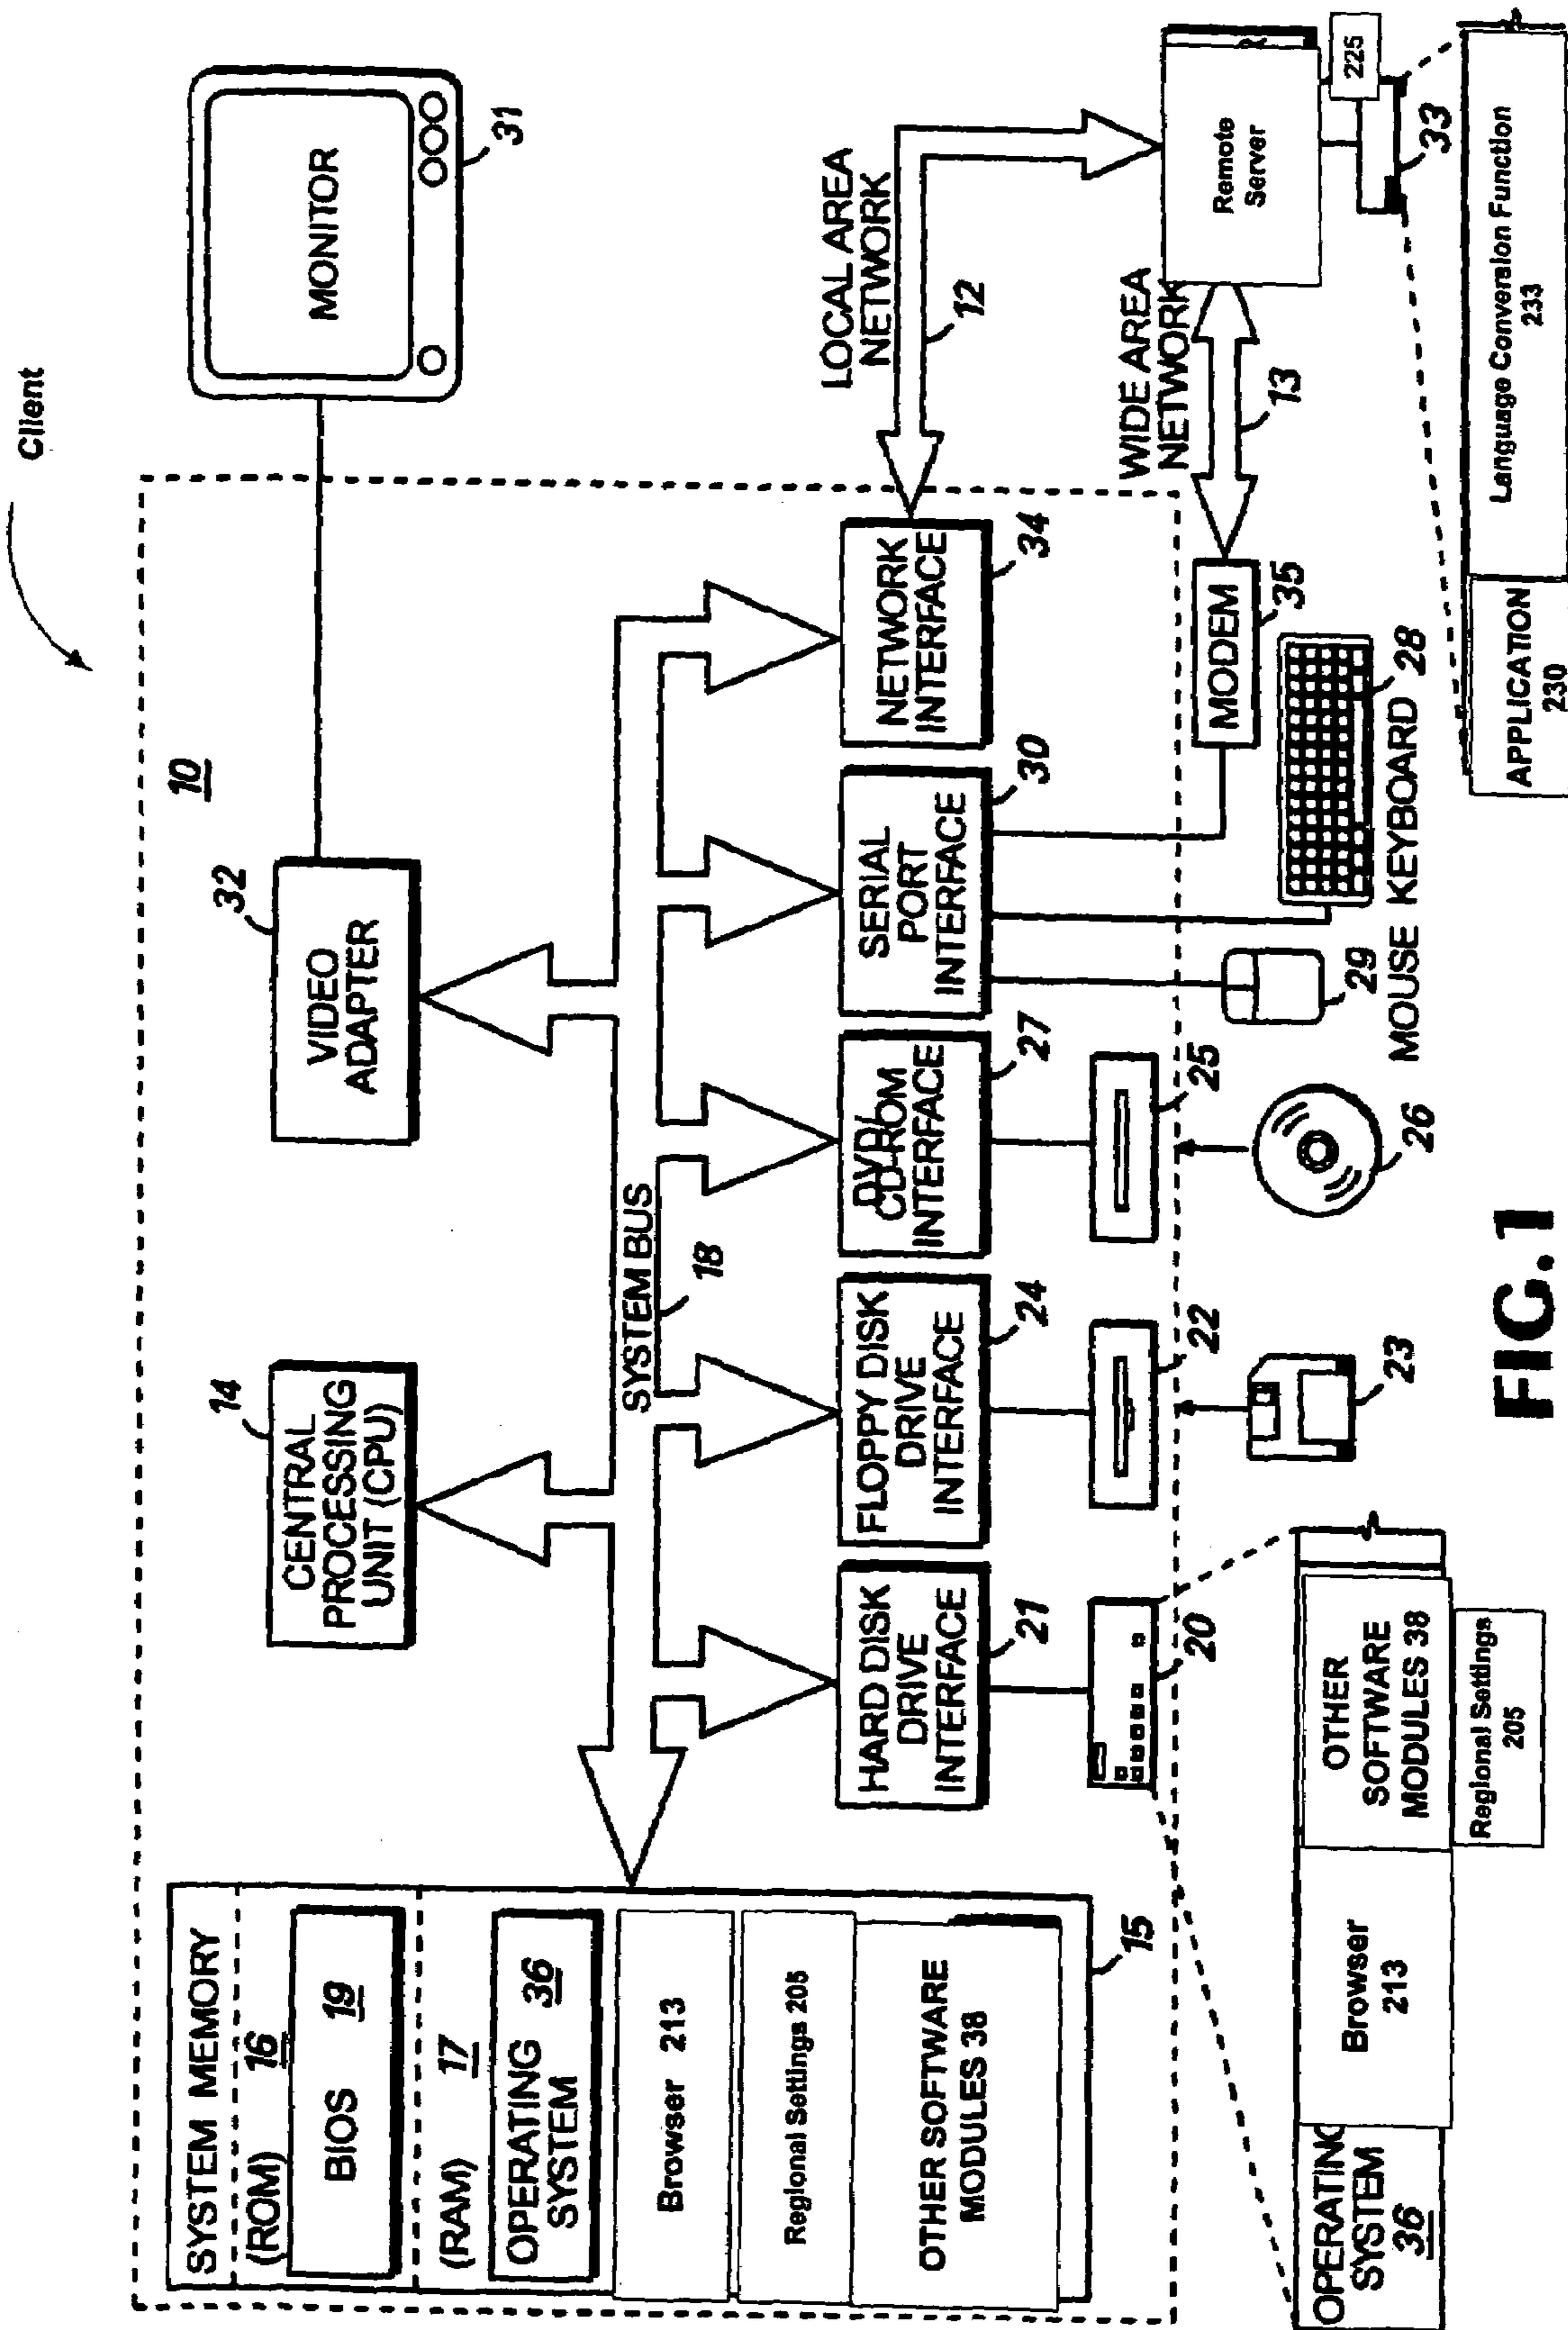 Client
10
SYSTEM MEMORY
(ROM) 16
BIOS 19
(RAM) 17
OPERATING
SYSTEM 36
Browser 213
Regional Settings 205
OTHER SOFTWARE
MODULES 38
15
14
CENTRAL
PROCESSING
UNIT (CPU)
32
VIDEO
ADAPTER
MONITOR
31
SYSTEM BUS
18
HARD DISK
DRIVE
INTERFACE
21
FLOPPY DISK
DRIVE
INTERFACE
24
DVD/
CD-ROM
INTERFACE
27
SERIAL
PORT
INTERFACE
30
NETWORK
INTERFACE
34
LOCAL AREA
NETWORK
12
WIDE AREA
NETWORK
13
Remote
Server
225
33
20
22
25
23
26
29
MOUSE
KEYBOARD
28
MODEM
35
OPERATING
SYSTEM
36
Browser
213
OTHER
SOFTWARE
MODULES 38
Regional Settings
205
APPLICATION
230
Language Conversion Function
233
FIG.1